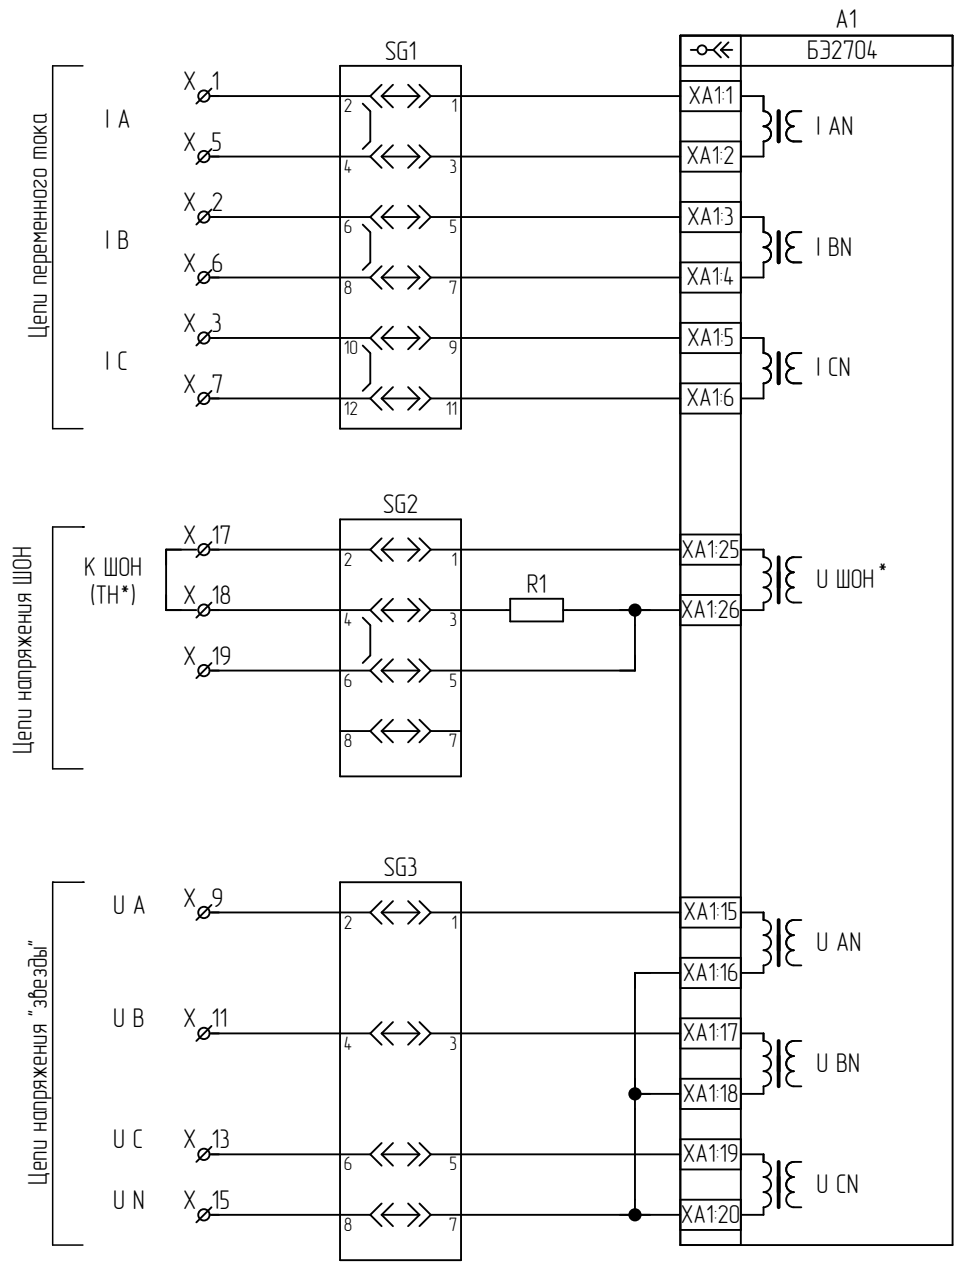 A1
SG1
БЭ2704
Цепи переменного тока
I A
X 1
2 1
XA1:1
I AN
X 5
4 3
XA1:2
I B
X 2
6 5
XA1:3
I BN
X 6
8 7
XA1:4
I C
X 3
10 9
XA1:5
I CN
X 7
12 11
XA1:6
SG2
Цепи напряжения ШОН
К ШОН
(ТН*)
X 17
2 1
XA1:25
U ШОН*
X 18
4 3
R1
XA1:26
X 19
6 5
8 7
SG3
Цепи напряжения "звезды"
U A
X 9
2 1
XA1:15
U AN
XA1:16
U B
X 11
4 3
XA1:17
U BN
XA1:18
U C
X 13
6 5
XA1:19
U CN
U N
X 15
8 7
XA1:20